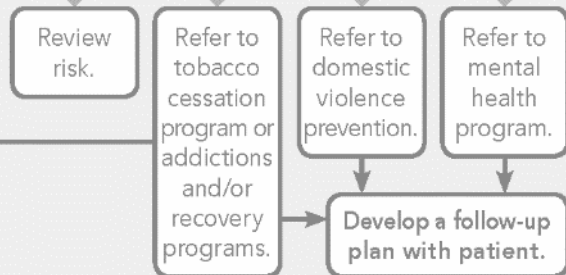 Review
risk.
Refer to
tobacco
cessation
program or
addictions
and/or
recovery
programs.
Refer to
domestic
violence
prevention.
Refer to
mental
health
program.
Develop a follow-up
plan with patient.